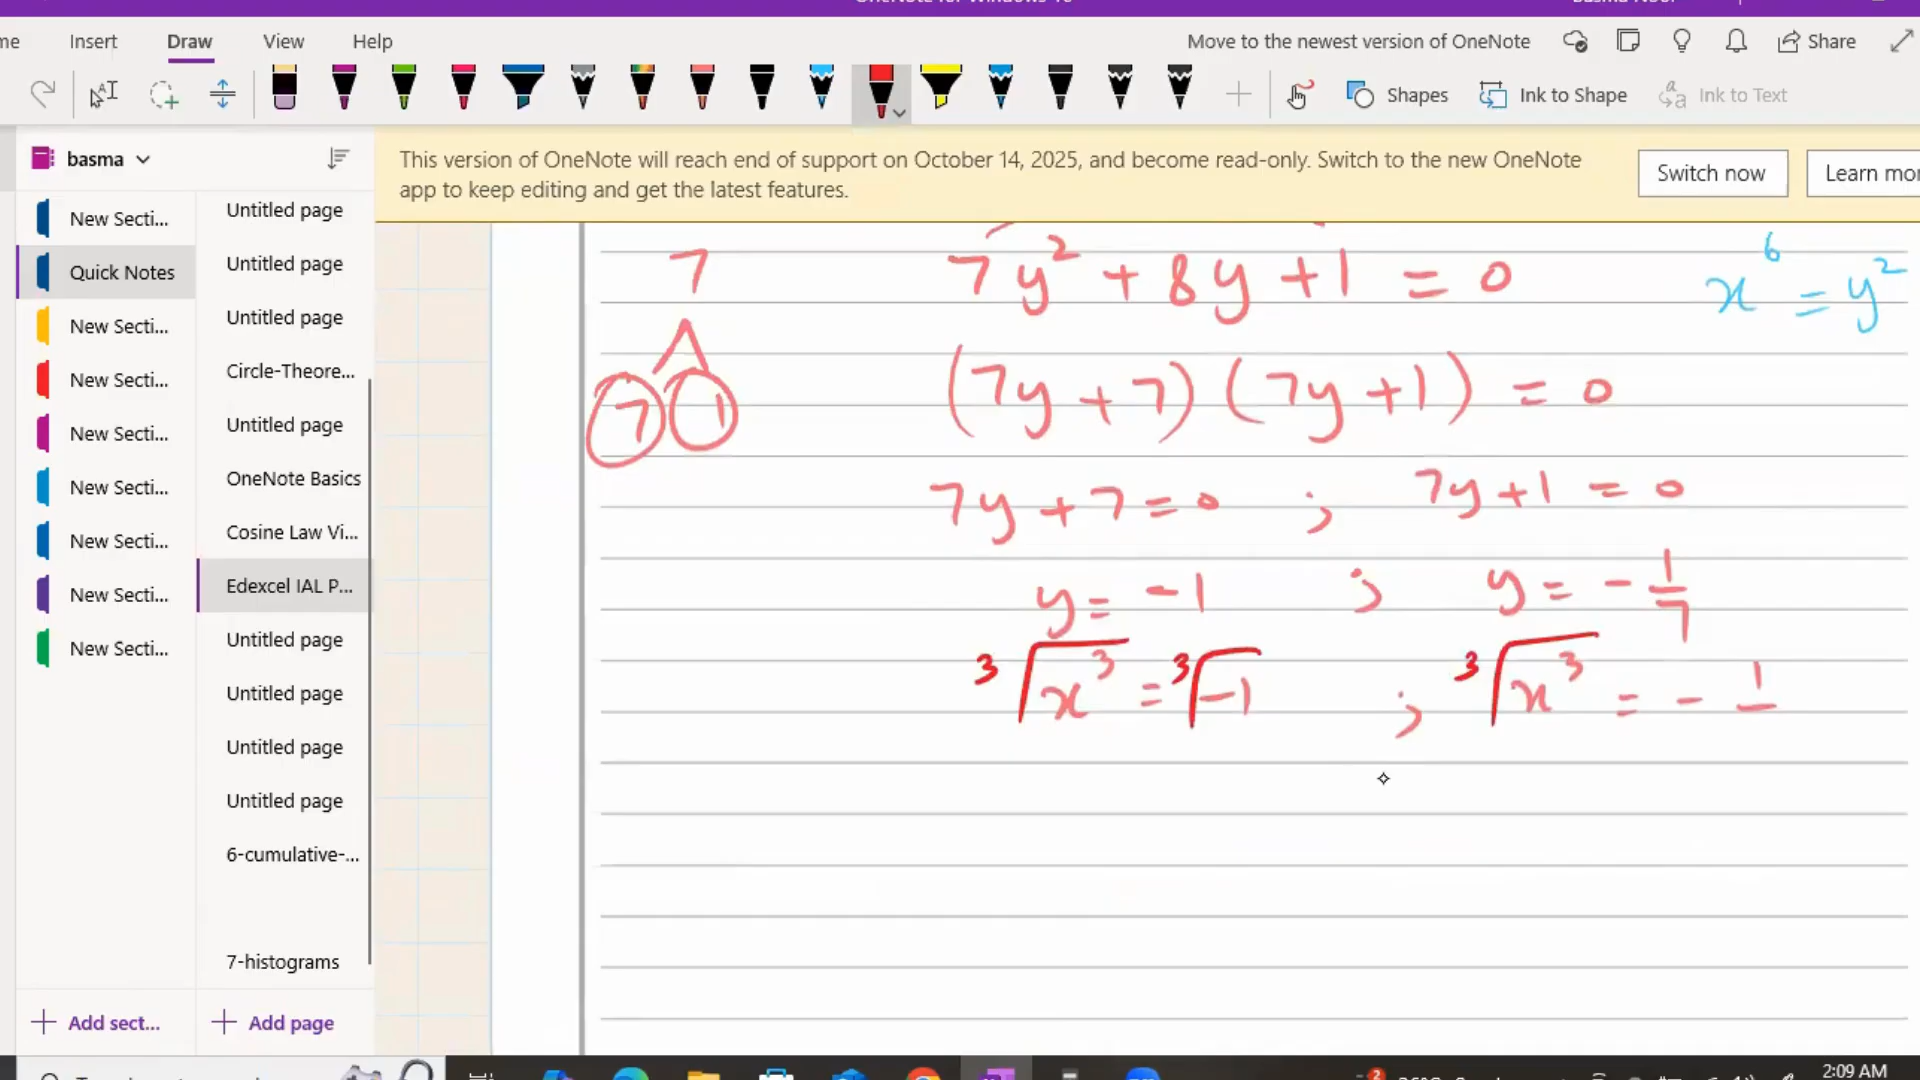 Insert Draw View Help Move to the newest version of OneNote Share
Shapes Ink to Shape Ink to Text
basma
This version of OneNote will reach end of support on October 14, 2025, and become read-only. Switch to the new OneNote
app to keep editing and get the latest features.
Switch now
Learn mor
New Secti...
Quick Notes
New Secti...
New Secti...
New Secti...
New Secti...
New Secti...
New Secti...
New Secti...
Add sect...
Untitled page
Untitled page
Untitled page
Circle-Theore...
Untitled page
OneNote Basics
Cosine Law Vi...
Edexcel IAL P...
Untitled page
Untitled page
Untitled page
Untitled page
6-cumulative-...
7-histograms
Add page
7
7 1
7y² + 8y + 1 = 0
x⁶ = y²
(7y + 7) (7y + 1) = 0
7y + 7 = 0 ; 7y + 1 = 0
y = -1 ; y = - 1/7
³√x³ = ³√-1 ; ³√x³ = - 1
2:09 AM